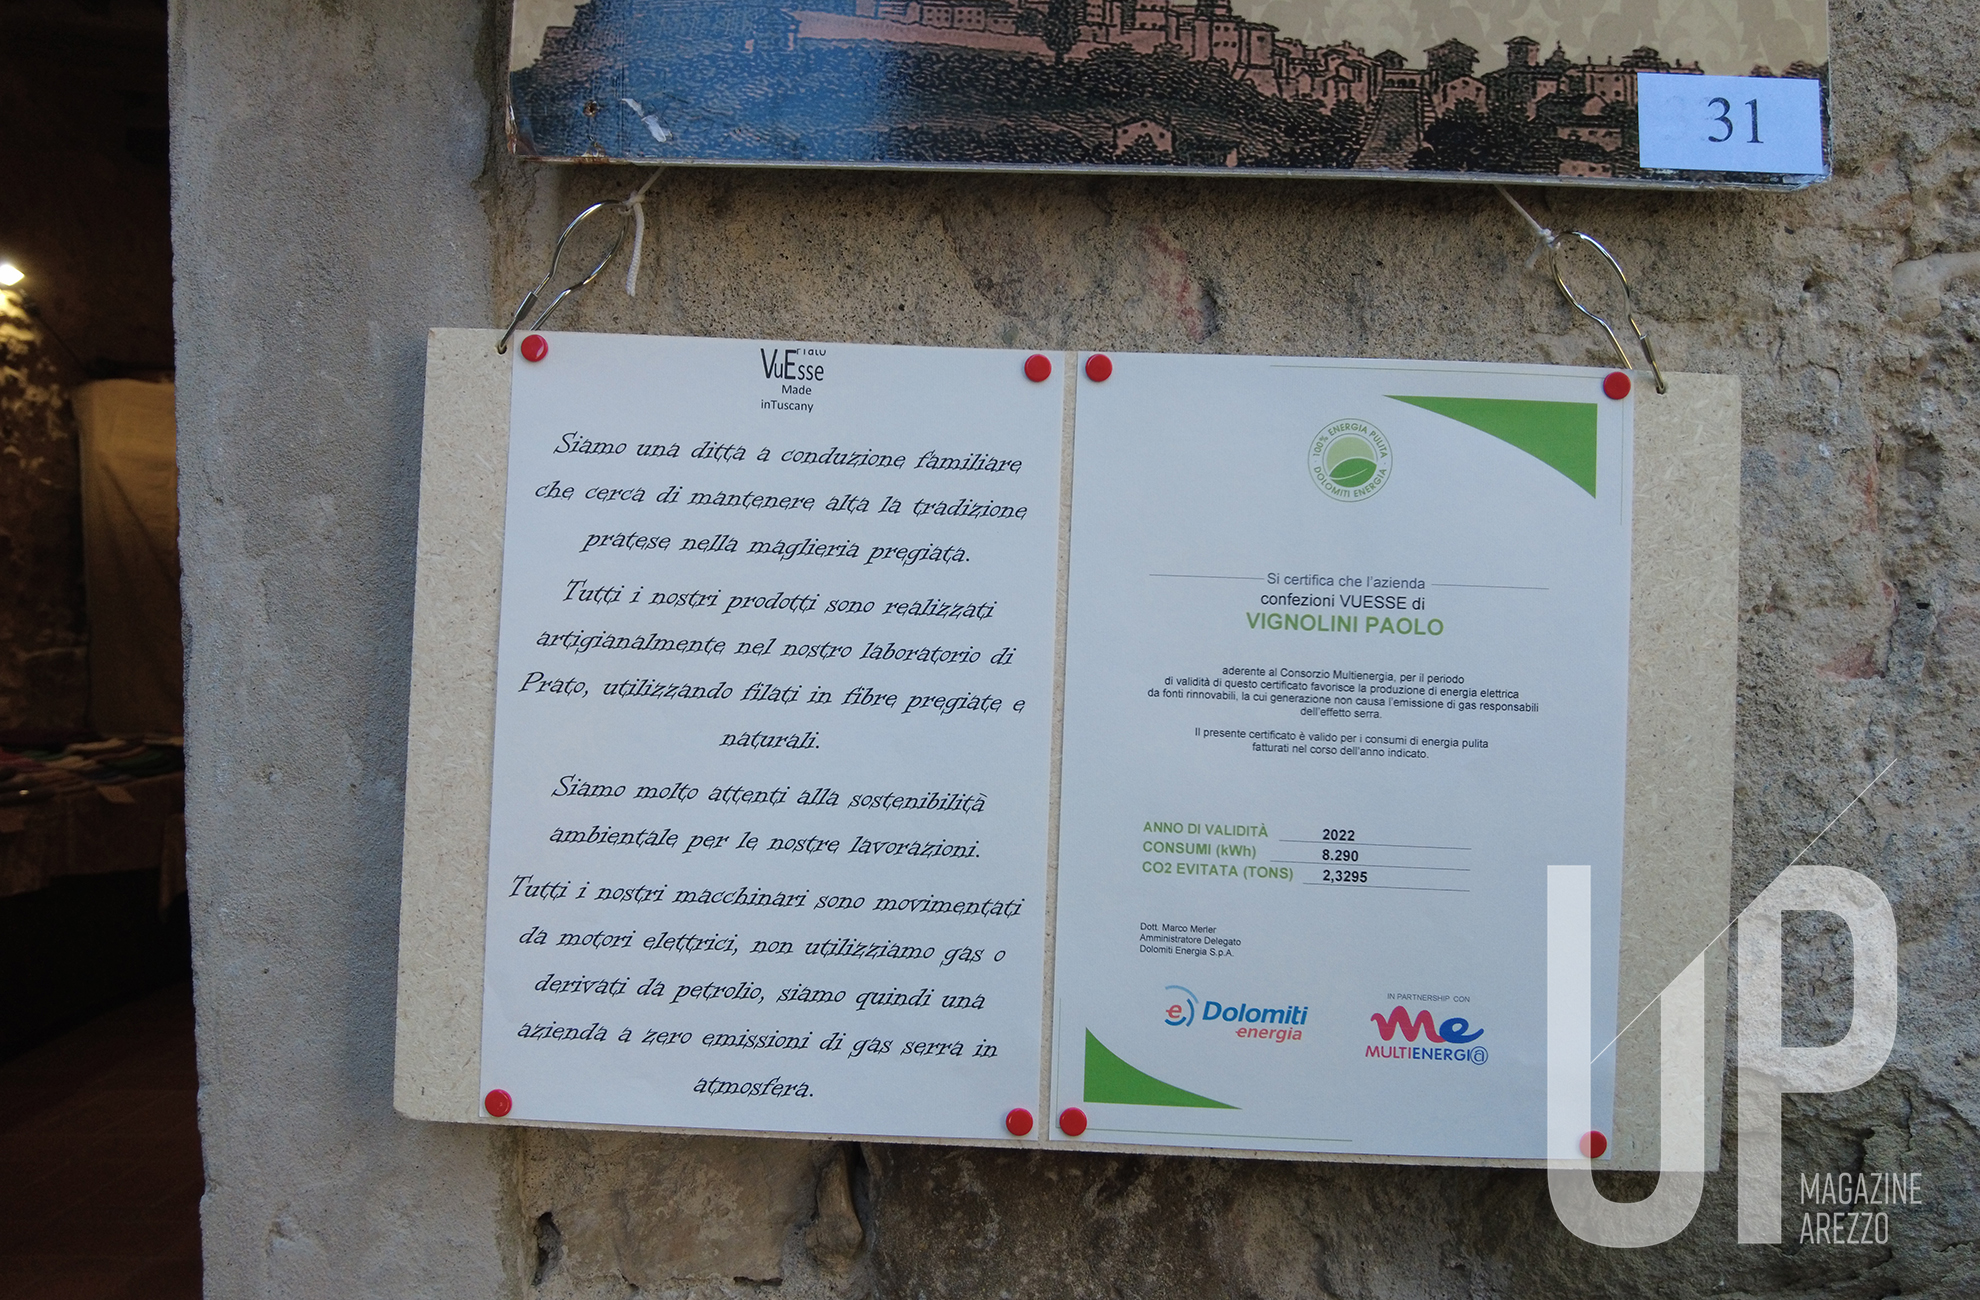 31
Prato
VuEsse
Made
inTuscany
Siamo una ditta a conduzione familiare
che cerca di mantenere alta la tradizione
pratese nella maglieria pregiata.
Tutti i nostri prodotti sono realizzati
artigianalmente nel nostro laboratorio di
Prato, utilizzando filati in fibre pregiate e
naturali.
Siamo molto attenti alla sostenibilità
ambientale per le nostre lavorazioni.
Tutti i nostri macchinari sono movimentati
da motori elettrici, non utilizziamo gas o
derivati da petrolio, siamo quindi una
azienda a zero emissioni di gas serra in
atmosfera.
100% ENERGIA PULITA
DOLOMITI ENERGIA
Si certifica che l'azienda
confezioni VUESSE di
VIGNOLINI PAOLO
aderente al Consorzio Multienergia, per il periodo
di validità di questo certificato favorisce la produzione di energia elettrica
da fonti rinnovabili, la cui generazione non causa l'emissione di gas responsabili
dell'effetto serra.
Il presente certificato è valido per i consumi di energia pulita
fatturati nel corso dell'anno indicato.
ANNO DI VALIDITÀ 2022
CONSUMI (kWh) 8.290
CO2 EVITATA (TONS) 2,3295
Dott. Marco Merler
Amministratore Delegato
Dolomiti Energia S.p.A.
e Dolomiti
energia
IN PARTNERSHIP CON
me
MULTIENERGI@
UP
MAGAZINE
AREZZO